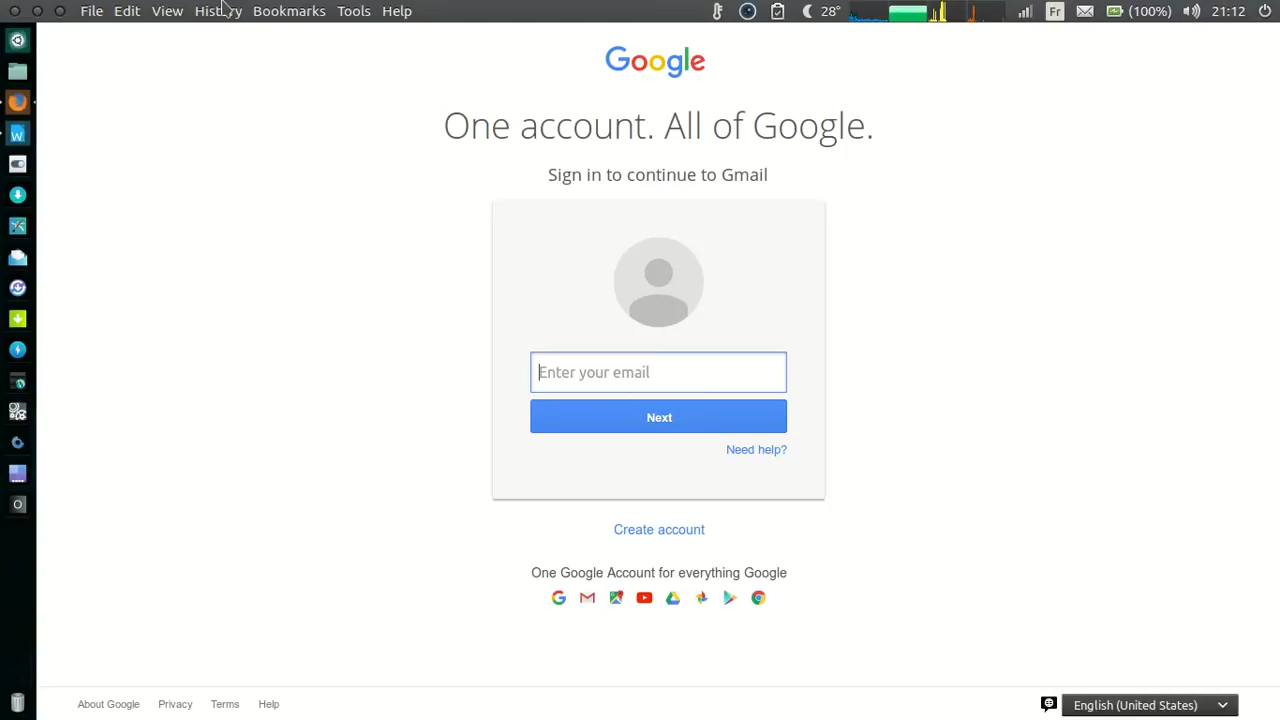 File Edit View History Bookmarks Tools Help 28° Fr (100%) 21:12
Google
One account. All of Google.
Sign in to continue to Gmail
Enter your email
Next
Need help?
Create account
One Google Account for everything Google
About Google Privacy Terms Help English (United States)